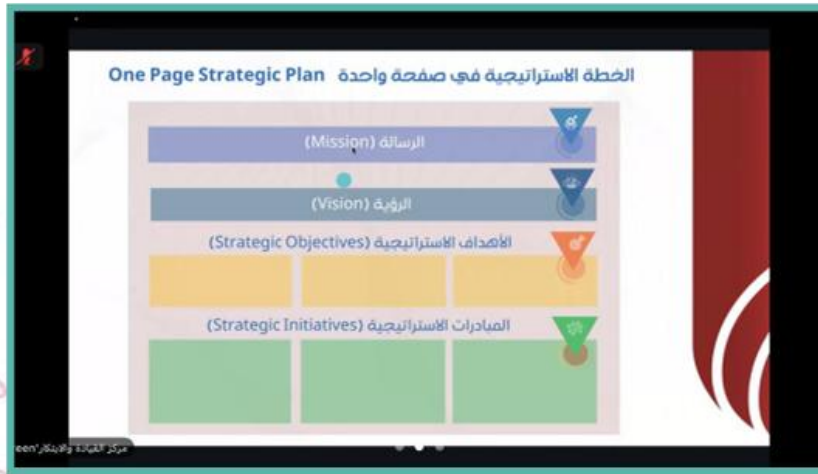 الخطة الاستراتيجية في صفحة واحدة One Page Strategic Plan
الرسالة (Mission)
الرؤية (Vision)
الأهداف الاستراتيجية (Strategic Objectives)
المبادرات الاستراتيجية (Strategic Initiatives)
مركز القيادة والابتكار'een